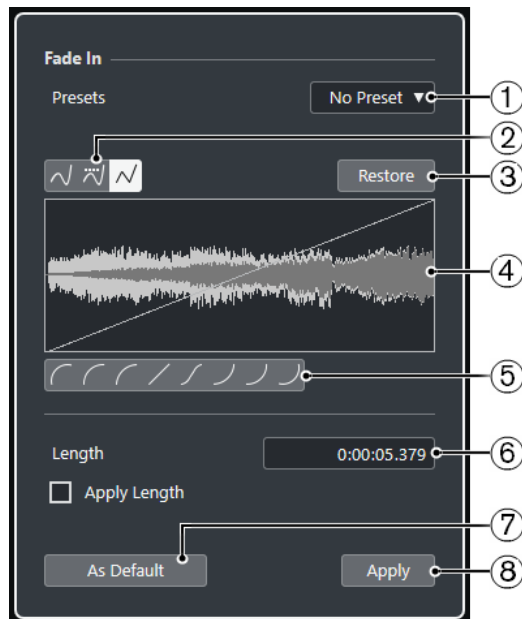 Fade In
Presets
No Preset ▼
①
②
Restore
③
④
⑤
Length
0:00:05.379
⑥
Apply Length
⑦
As Default
Apply
⑧